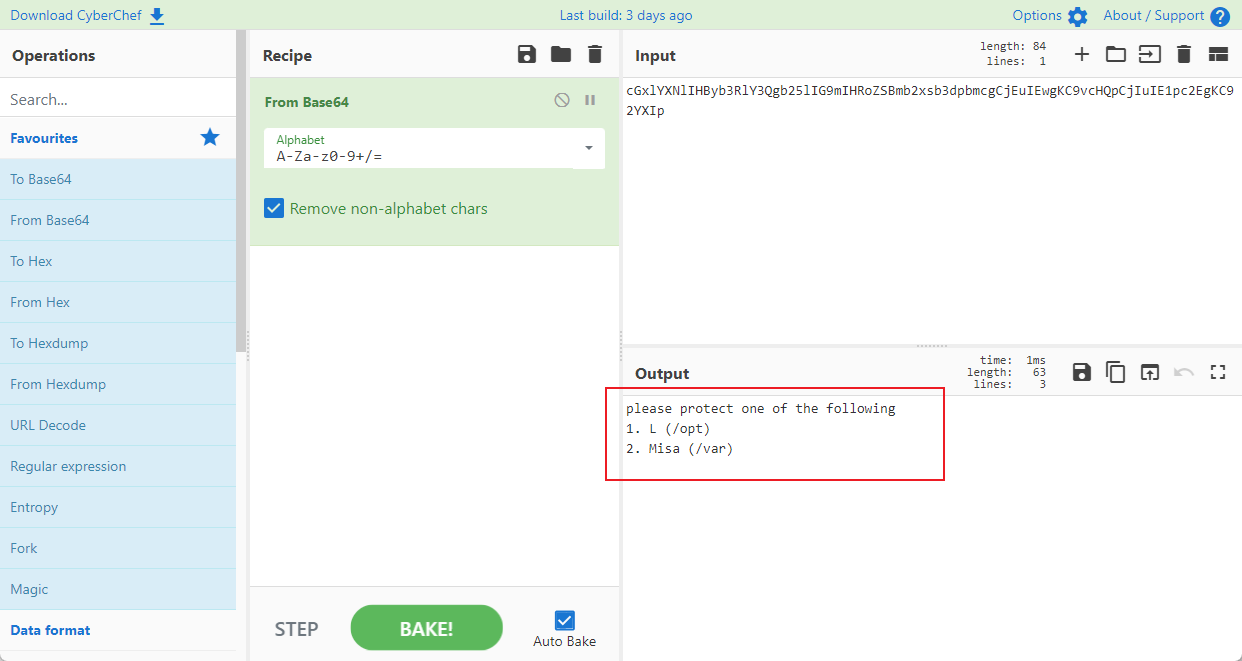 Download CyberChef
Last build: 3 days ago
Options
About / Support
Operations
Search...
Favourites
To Base64
From Base64
To Hex
From Hex
To Hexdump
From Hexdump
URL Decode
Regular expression
Entropy
Fork
Magic
Data format
Recipe
From Base64
Alphabet
A-Za-z0-9+/=
Remove non-alphabet chars
STEP
BAKE!
Auto Bake
Input
length: 84
lines: 1
cGxlYXNlIHByb3RlY3Qgb25lIG9mIHRoZSBmb2xsb3dpbmcgCjEuIEwgKC9vcHQpCjIuIE1pc2EgKC9
2YXIp
Output
time: 1ms
length: 63
lines: 3
please protect one of the following
1. L (/opt)
2. Misa (/var)